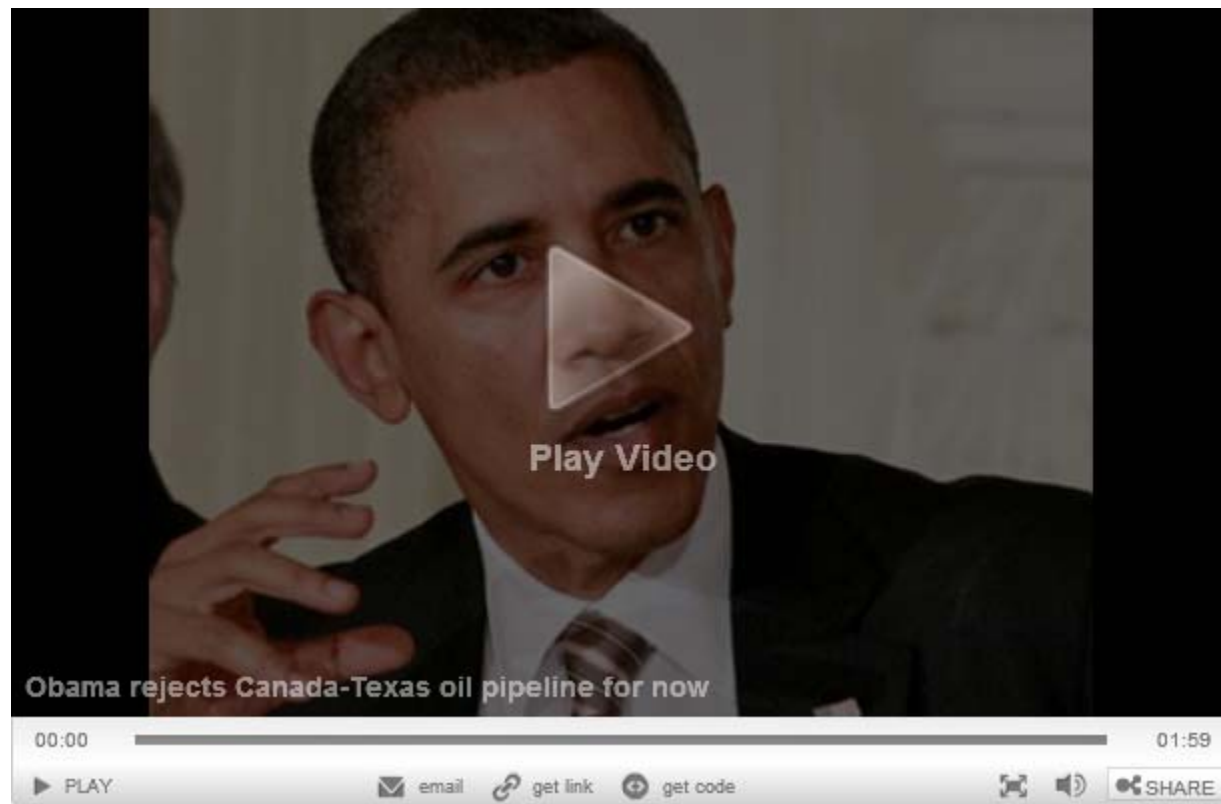 Play Video
Obama rejects Canada-Texas oil pipeline for now
00:00 01:59
PLAY email get link get code SHARE